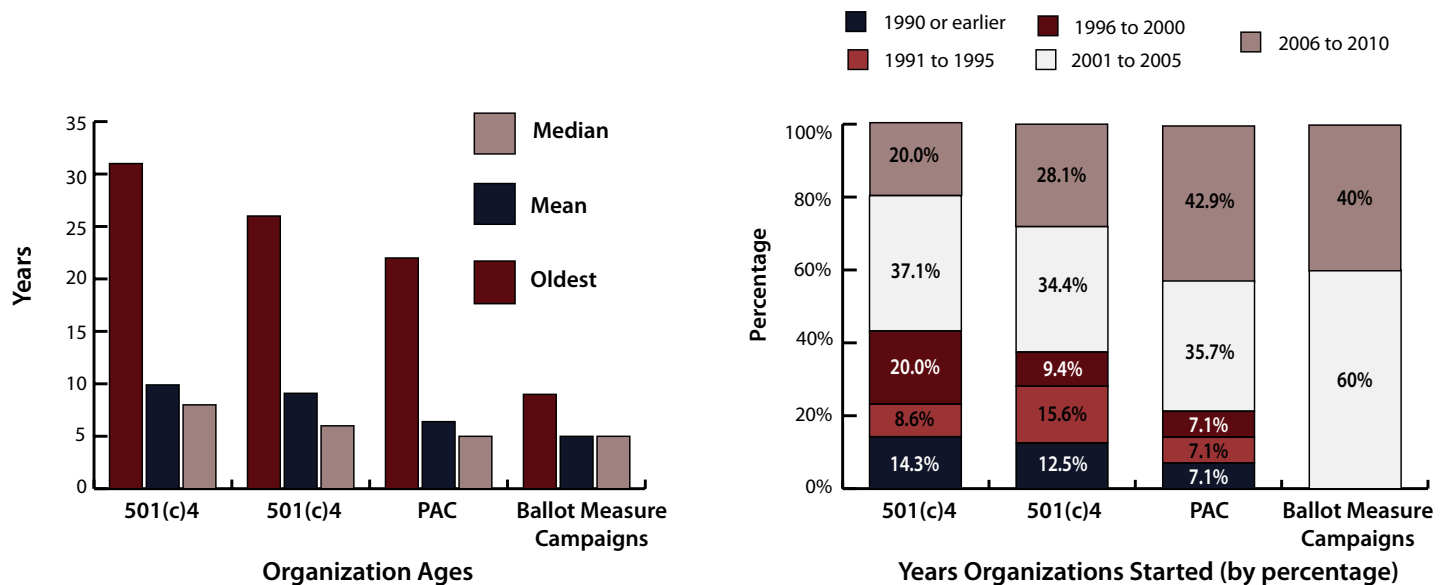 35
30
25
20
15
10
5
0
Years
Median
Mean
Oldest
501(c)4
501(c)4
PAC
Ballot Measure
Campaigns
Organization Ages
1990 or earlier
1991 to 1995
1996 to 2000
2001 to 2005
2006 to 2010
100%
80%
60%
40%
20%
0%
Percentage
20.0%
37.1%
20.0%
8.6%
14.3%
28.1%
34.4%
9.4%
15.6%
12.5%
42.9%
35.7%
7.1%
7.1%
7.1%
40%
60%
501(c)4
501(c)4
PAC
Ballot Measure
Campaigns
Years Organizations Started (by percentage)